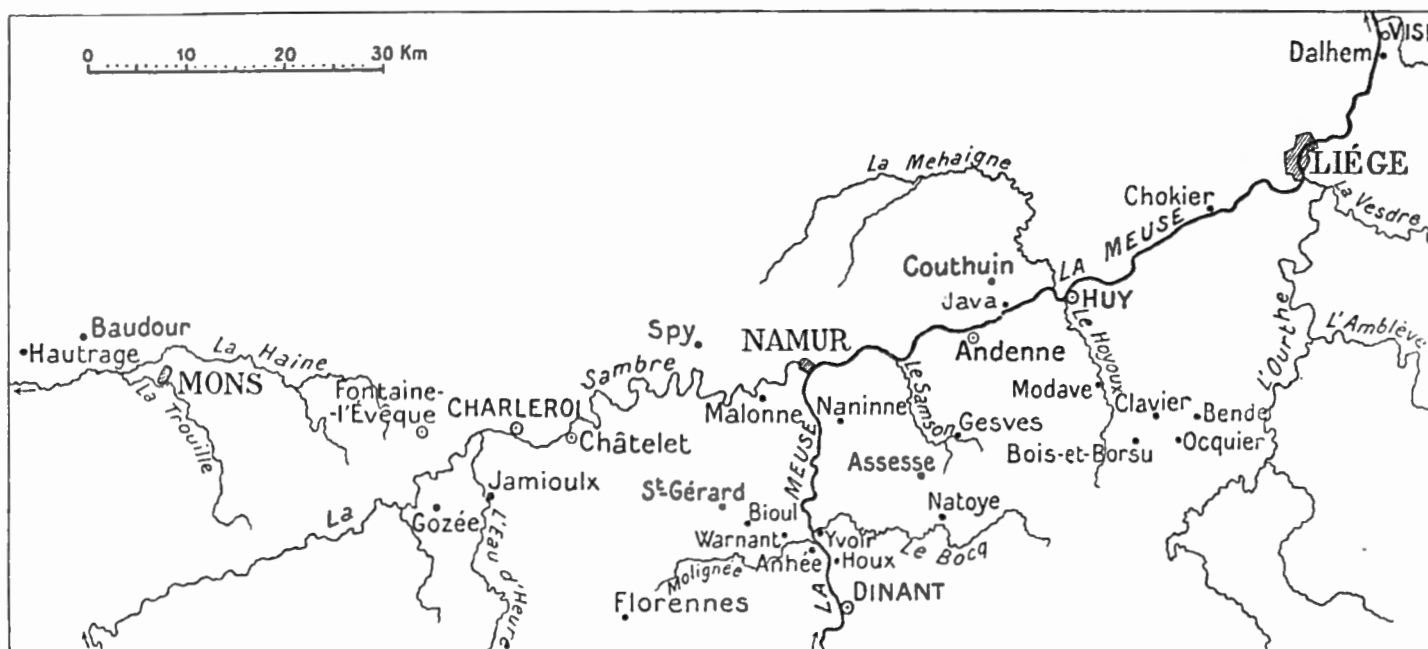 0 10 20 30 Km
VISÉ
Dalhem
LIÉGE
La Mehaigne
La Vesdre
Chokier
LA MEUSE
Couthuin
Java
HUY
L'Ourthe
L'Amblève
Baudour
Hautrage
La Haine
MONS
La Trouille
Spy
NAMUR
Andenne
Le Hoyoux
Fontaine-
-l'Évêque
CHARLEROI
La Sambre
Châtelet
Malonne
Naninne
Le Samson
Gesves
Modave
Clavier
Bende
Bois-et-Borsu
Ocquier
Assesse
Jamioulx
Gozée
L'Eau d'Heure
St-Gérard
Bioul
Warnant
LA MEUSE
Yvoir
Natoye
Le Bocq
Molignée
Anhée
Houx
Florennes
DINANT